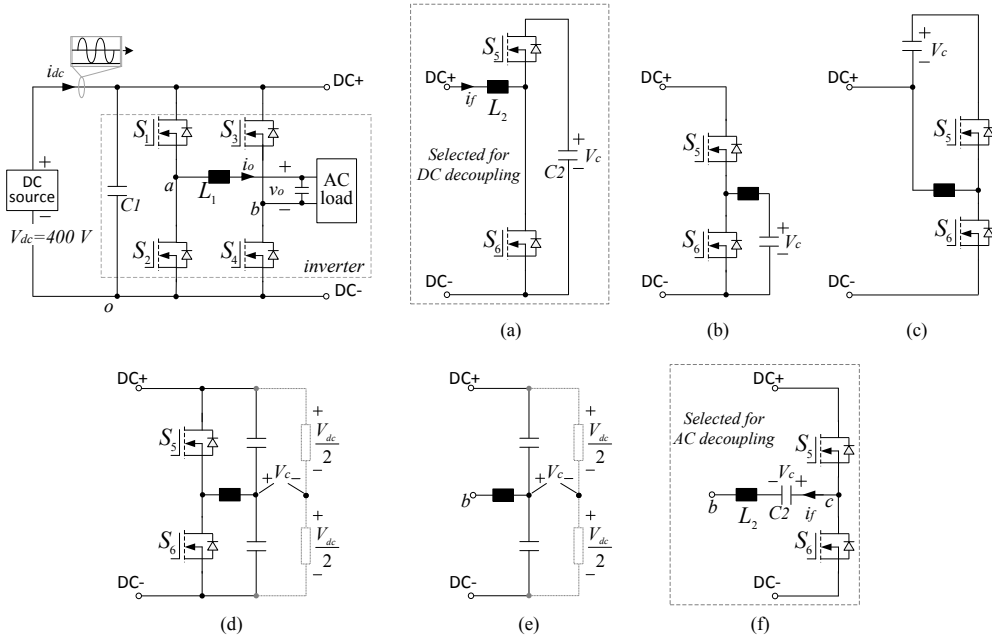 i_dc
DC+
S_1
S_3
DC source
+
−
V_dc=400 V
C1
a
L_1
i_o
+
v_o
−
b
AC load
S_2
S_4
inverter
o
DC-
S_5
DC+
i_f
L_2
Selected for
DC decoupling
C2
+
V_c
−
S_6
DC-
(a)
DC+
S_5
S_6
+
V_c
−
DC-
(b)
+
V_c
−
DC+
S_5
S_6
DC-
(c)
DC+
S_5
+
V_dc/2
−
+ V_c −
S_6
+
V_dc/2
−
DC-
(d)
DC+
+
V_dc/2
−
b
+ V_c −
+
V_dc/2
−
DC-
(e)
DC+
Selected for
AC decoupling
S_5
− V_c +
b
L_2
C2
i_f
c
S_6
DC-
(f)